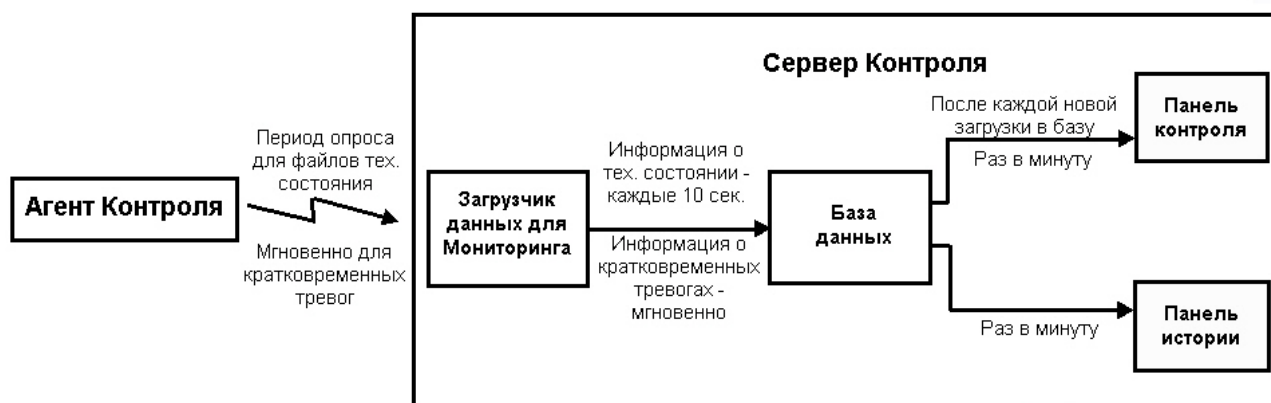 Сервер Контроля
Агент Контроля
Период опроса
для файлов тех.
состояния
Мгновенно для
кратковременных
тревог
Загрузчик
данных для
Мониторинга
Информация о
тех. состоянии -
каждые 10 сек.
Информация о
кратковременных
тревогах -
мгновенно
База
данных
После каждой новой
загрузки в базу
Раз в минуту
Панель
контроля
Раз в минуту
Панель
истории